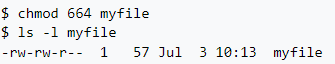 $ chmod 664 myfile
$ ls -l myfile
-rw-rw-r--  1   57 Jul  3 10:13  myfile